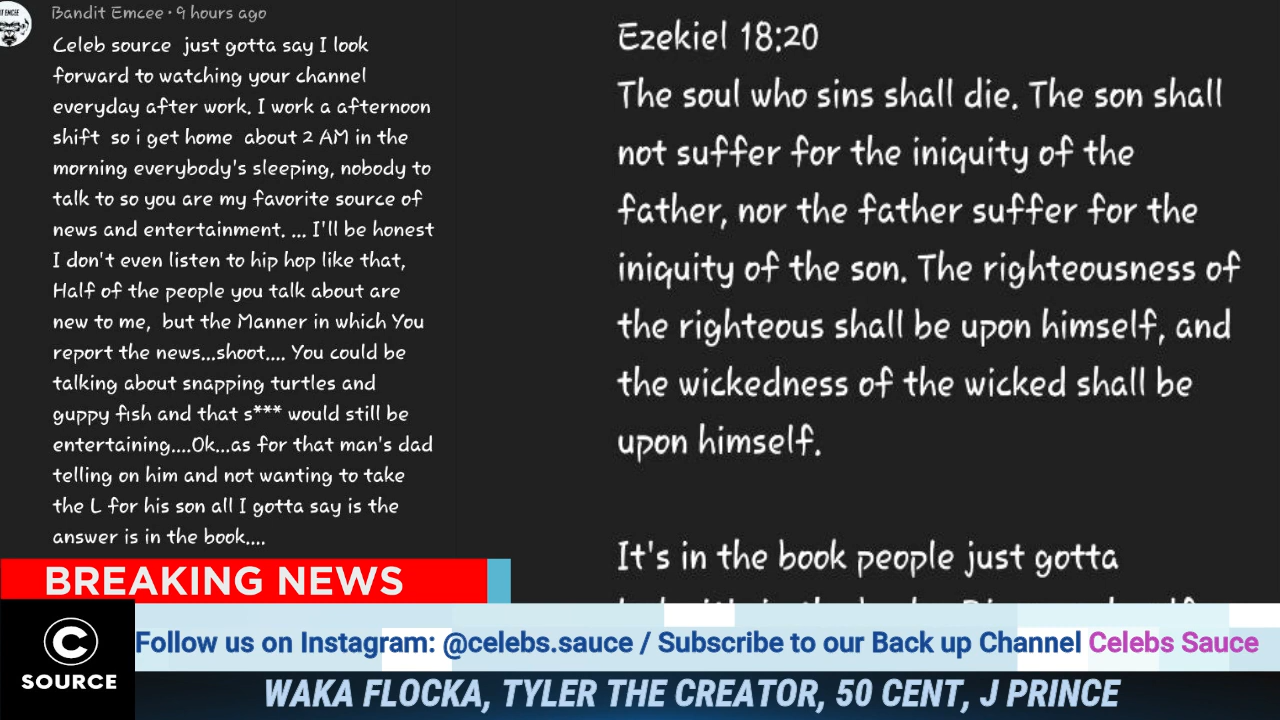 Bandit Emcee · 9 hours ago
Celeb source just gotta say I look
forward to watching your channel
everyday after work. I work a afternoon
shift so i get home about 2 AM in the
morning everybody's sleeping, nobody to
talk to so you are my favorite source of
news and entertainment. ... I'll be honest
I don't even listen to hip hop like that,
Half of the people you talk about are
new to me, but the Manner in which You
report the news...shoot.... You could be
talking about snapping turtles and
guppy fish and that s*** would still be
entertaining....Ok...as for that man's dad
telling on him and not wanting to take
the L for his son all I gotta say is the
answer is in the book....
Ezekiel 18:20
The soul who sins shall die. The son shall
not suffer for the iniquity of the
father, nor the father suffer for the
iniquity of the son. The righteousness of
the righteous shall be upon himself, and
the wickedness of the wicked shall be
upon himself.
It's in the book people just gotta
BREAKING NEWS
C
SOURCE
Follow us on Instagram: @celebs.sauce / Subscribe to our Back up Channel Celebs Sauce
WAKA FLOCKA, TYLER THE CREATOR, 50 CENT, J PRINCE